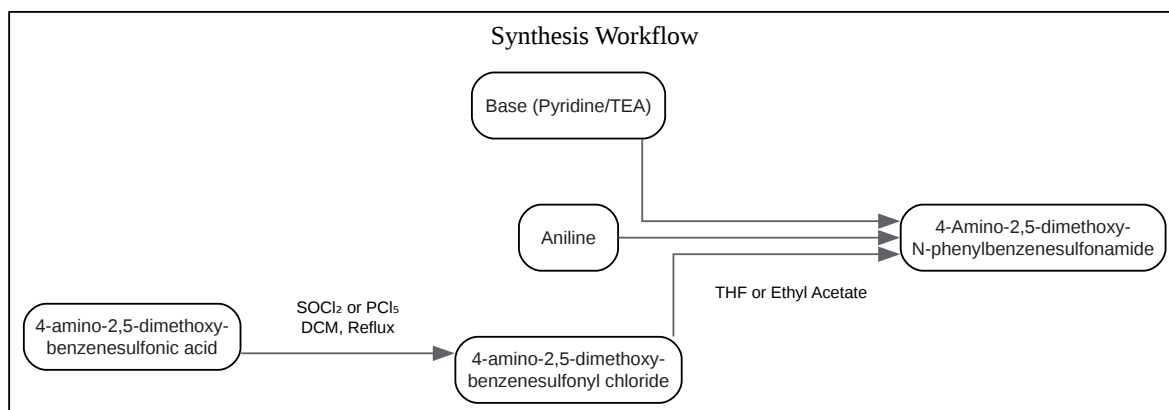 Synthesis Workflow
Base (Pyridine/TEA)
Aniline
4-Amino-2,5-dimethoxy-
N-phenylbenzenesulfonamide
THF or Ethyl Acetate
SOCl₂ or PCl₅
DCM, Reflux
4-amino-2,5-dimethoxy-
benzenesulfonic acid
4-amino-2,5-dimethoxy-
benzenesulfonyl chloride